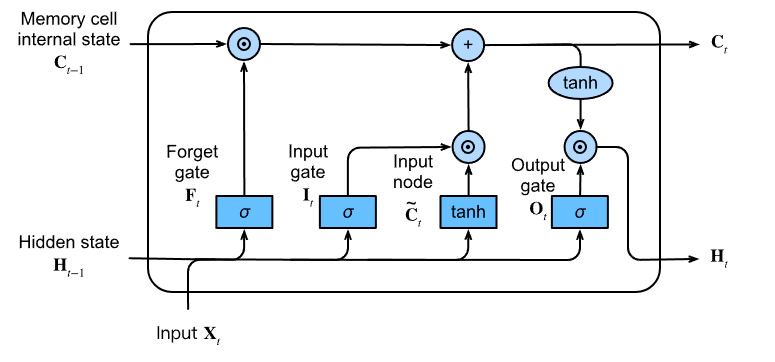 Memory cell
internal state
C_{t−1}
⊙
+
C_t
tanh
Forget
gate
F_t
Input
gate
I_t
Input
node
C̃_t
⊙
Output
gate
O_t
⊙
σ
σ
tanh
σ
Hidden state
H_{t−1}
H_t
Input X_t